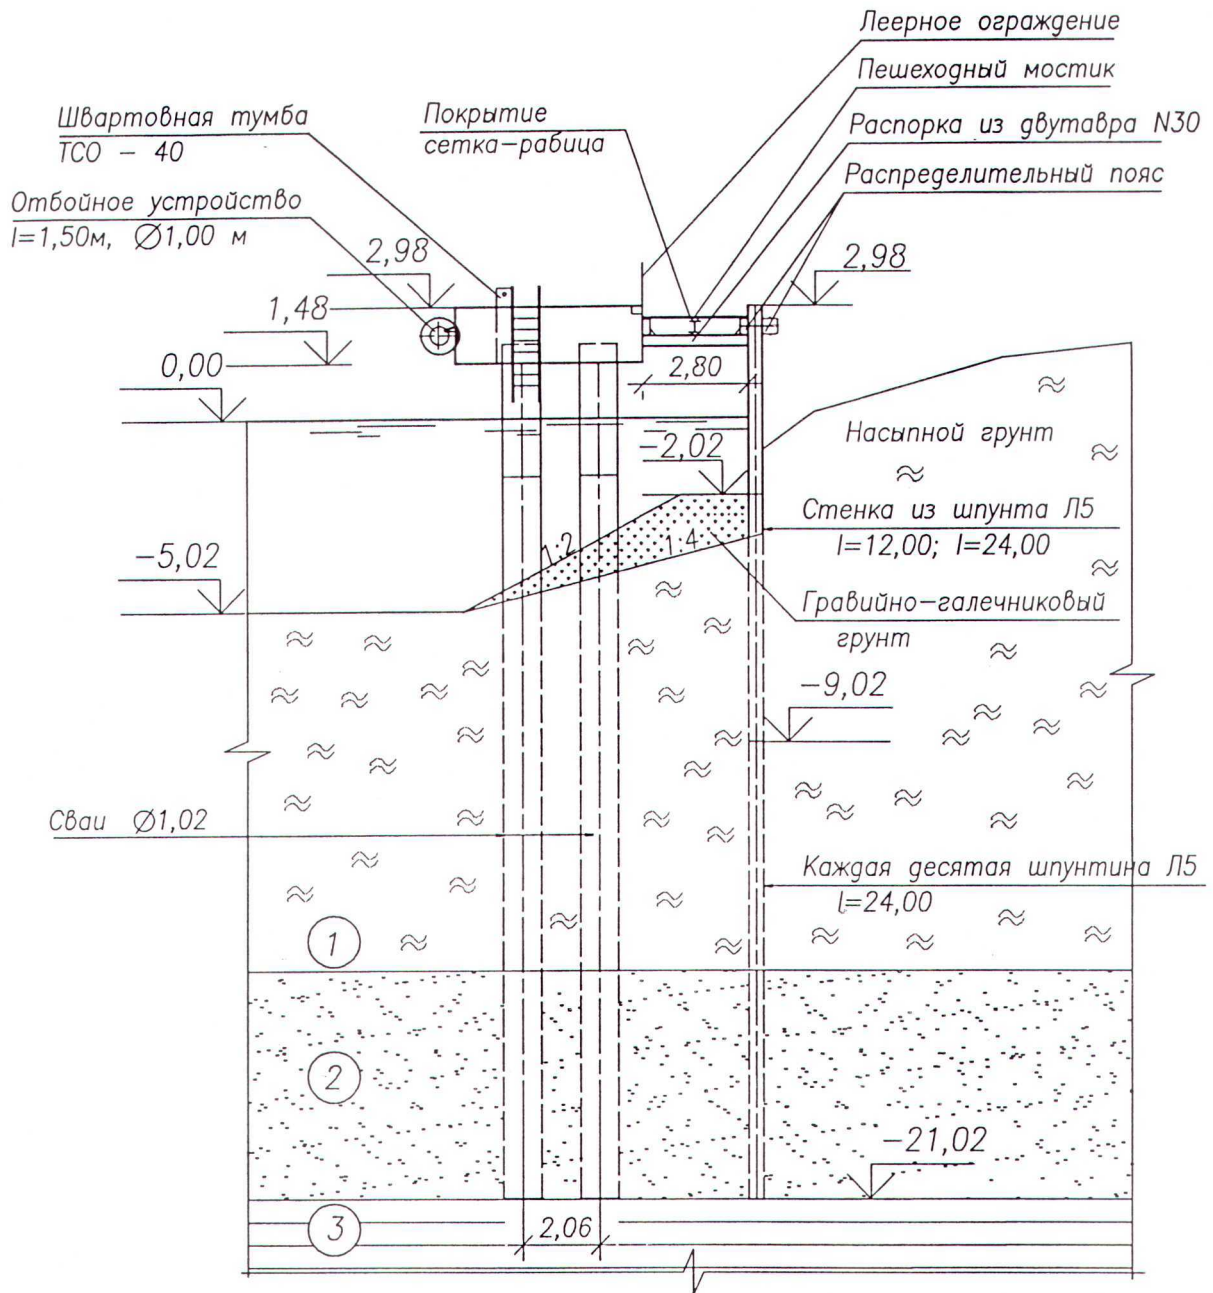 Леерное ограждение
Пешеходный мостик
Распорка из двутавра N30
Распределительный пояс
Покрытие
сетка-рабица
Швартовная тумба
ТСО - 40
Отбойное устройство
l=1,50м, Ø1,00 м
2,98
2,98
1,48
0,00
2,80
-2,02
Насыпной грунт
Стенка из шпунта Л5
l=12,00; l=24,00
1:2
1:4
-5,02
Гравийно-галечниковый
грунт
-9,02
Сваи Ø1,02
Каждая десятая шпунтина Л5
l=24,00
1
2
-21,02
3
2,06